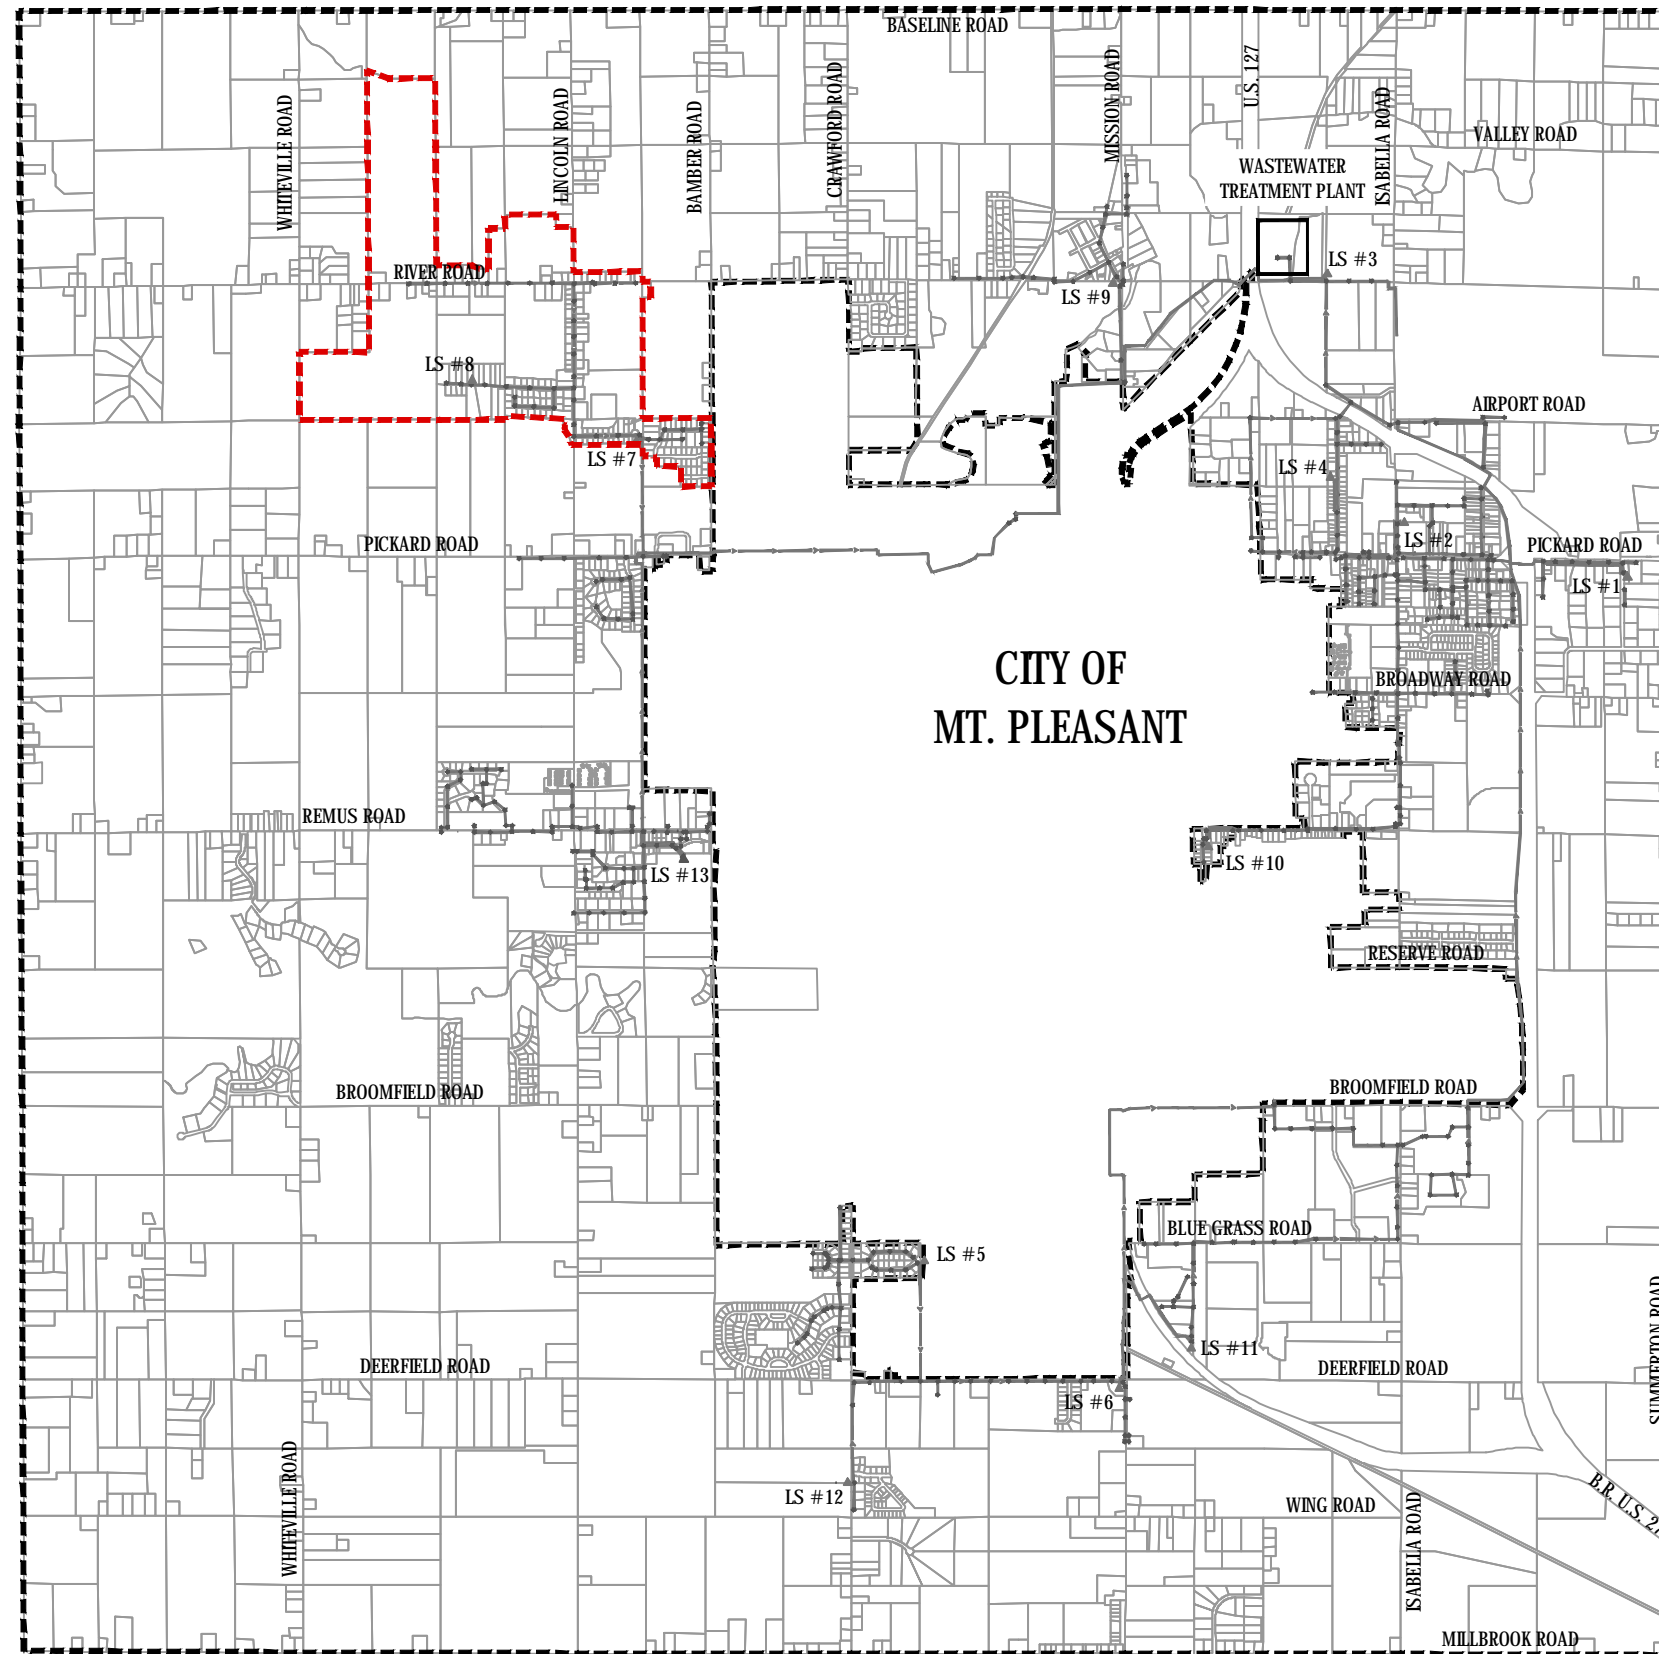 BASELINE ROAD
WHITEVILLE ROAD
LINCOLN ROAD
BAMBER ROAD
CRAWFORD ROAD
MISSION ROAD
U.S. 127
ISABELLA ROAD
VALLEY ROAD
WASTEWATER
TREATMENT PLANT
RIVER ROAD
LS #3
LS #9
LS #8
AIRPORT ROAD
LS #7
LS #4
PICKARD ROAD
LS #2
PICKARD ROAD
LS #1
CITY OF
MT. PLEASANT
BROADWAY ROAD
REMUS ROAD
LS #13
LS #10
RESERVE ROAD
BROOMFIELD ROAD
BROOMFIELD ROAD
BLUE GRASS ROAD
LS #5
SUMMERTON ROAD
LS #11
DEERFIELD ROAD
DEERFIELD ROAD
LS #6
WHITEVILLE ROAD
LS #12
WING ROAD
ISABELLA ROAD
B.R. U.S. 2
MILLBROOK ROAD